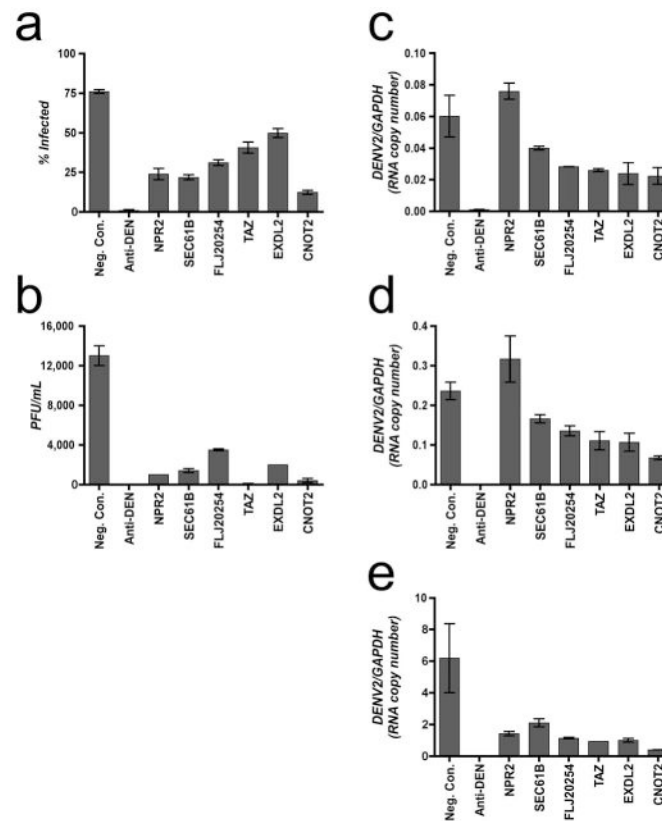 a
% Infected
100
75
50
25
0
Neg. Con.
Anti-DEN
NPR2
SEC61B
FLJ20254
TAZ
EXDL2
CNOT2
b
PFU/mL
16,000
12,000
8,000
4,000
0
Neg. Con.
Anti-DEN
NPR2
SEC61B
FLJ20254
TAZ
EXDL2
CNOT2
c
DENV2/GAPDH
(RNA copy number)
0.10
0.08
0.06
0.04
0.02
0.00
Neg. Con.
Anti-DEN
NPR2
SEC61B
FLJ20254
TAZ
EXDL2
CNOT2
d
DENV2/GAPDH
(RNA copy number)
0.4
0.3
0.2
0.1
0.0
Neg. Con.
Anti-DEN
NPR2
SEC61B
FLJ20254
TAZ
EXDL2
CNOT2
e
DENV2/GAPDH
(RNA copy number)
10
8
6
4
2
0
Neg. Con.
Anti-DEN
NPR2
SEC61B
FLJ20254
TAZ
EXDL2
CNOT2